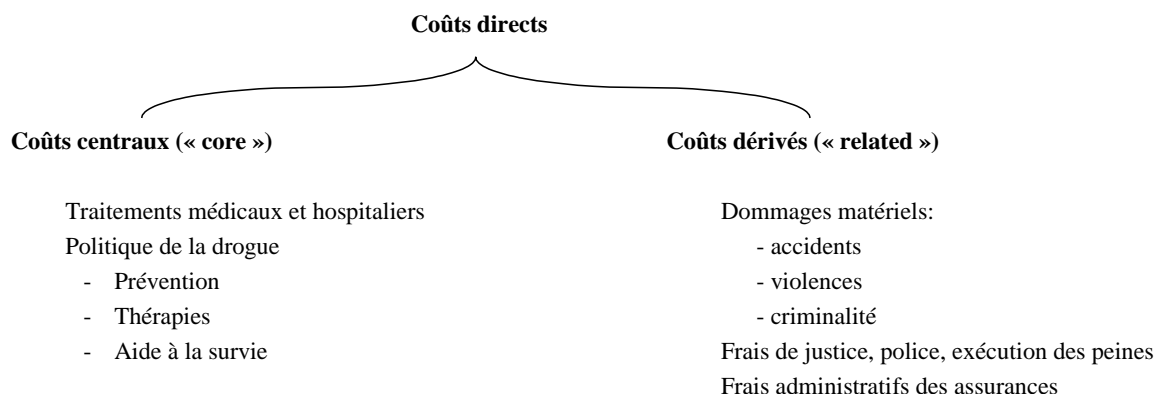 Coûts directs
Coûts centraux (« core »)
Coûts dérivés (« related »)
Traitements médicaux et hospitaliers
Politique de la drogue
- Prévention
- Thérapies
- Aide à la survie
Dommages matériels:
- accidents
- violences
- criminalité
Frais de justice, police, exécution des peines
Frais administratifs des assurances